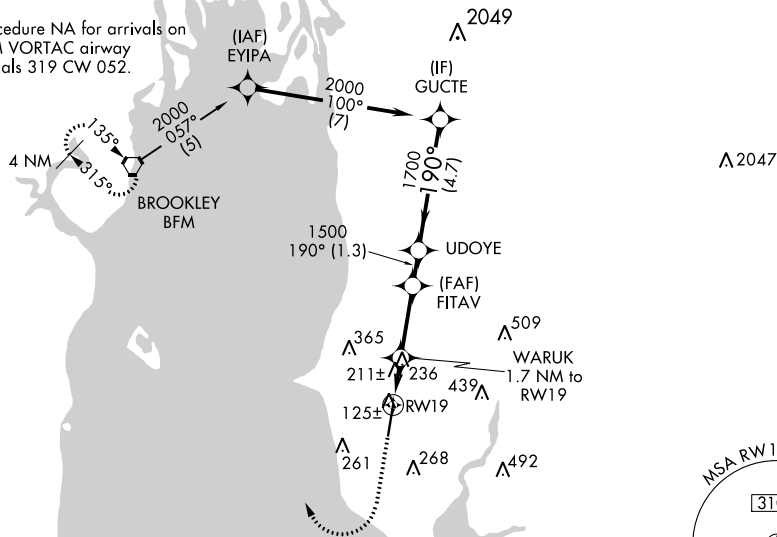 2049
cedure NA for arrivals on
M VORTAC airway
als 319 CW 052.
(IAF)
EYIPA
(IF)
GUCTE
2000
100°
(7)
2000
057°
(5)
135°
315°
4 NM
BROOKLEY
BFM
2047
1700
190°
(4.7)
1500
190° (1.3)
UDOYE
(FAF)
FITAV
509
365
WARUK
1.7 NM to
RW19
211±
236
439
125±
RW19
261
268
492
MSA RW1